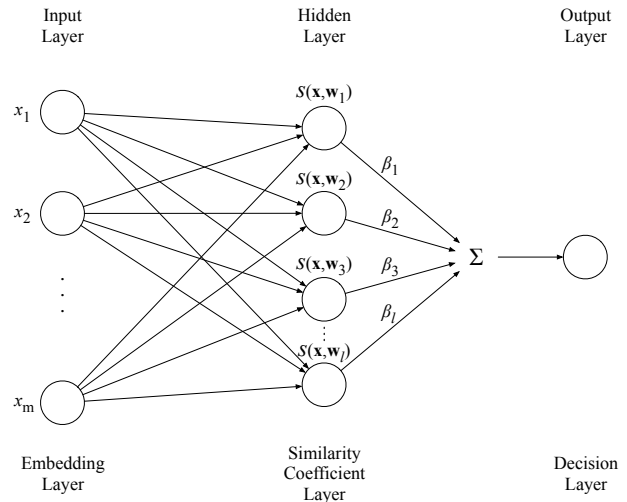 Input
Layer
Hidden
Layer
Output
Layer
x1
x2
. . .
xm
S(x,w1)
S(x,w2)
S(x,w3)
S(x,wl)
β1
β2
β3
βl
Σ
Embedding
Layer
Similarity
Coefficient
Layer
Decision
Layer